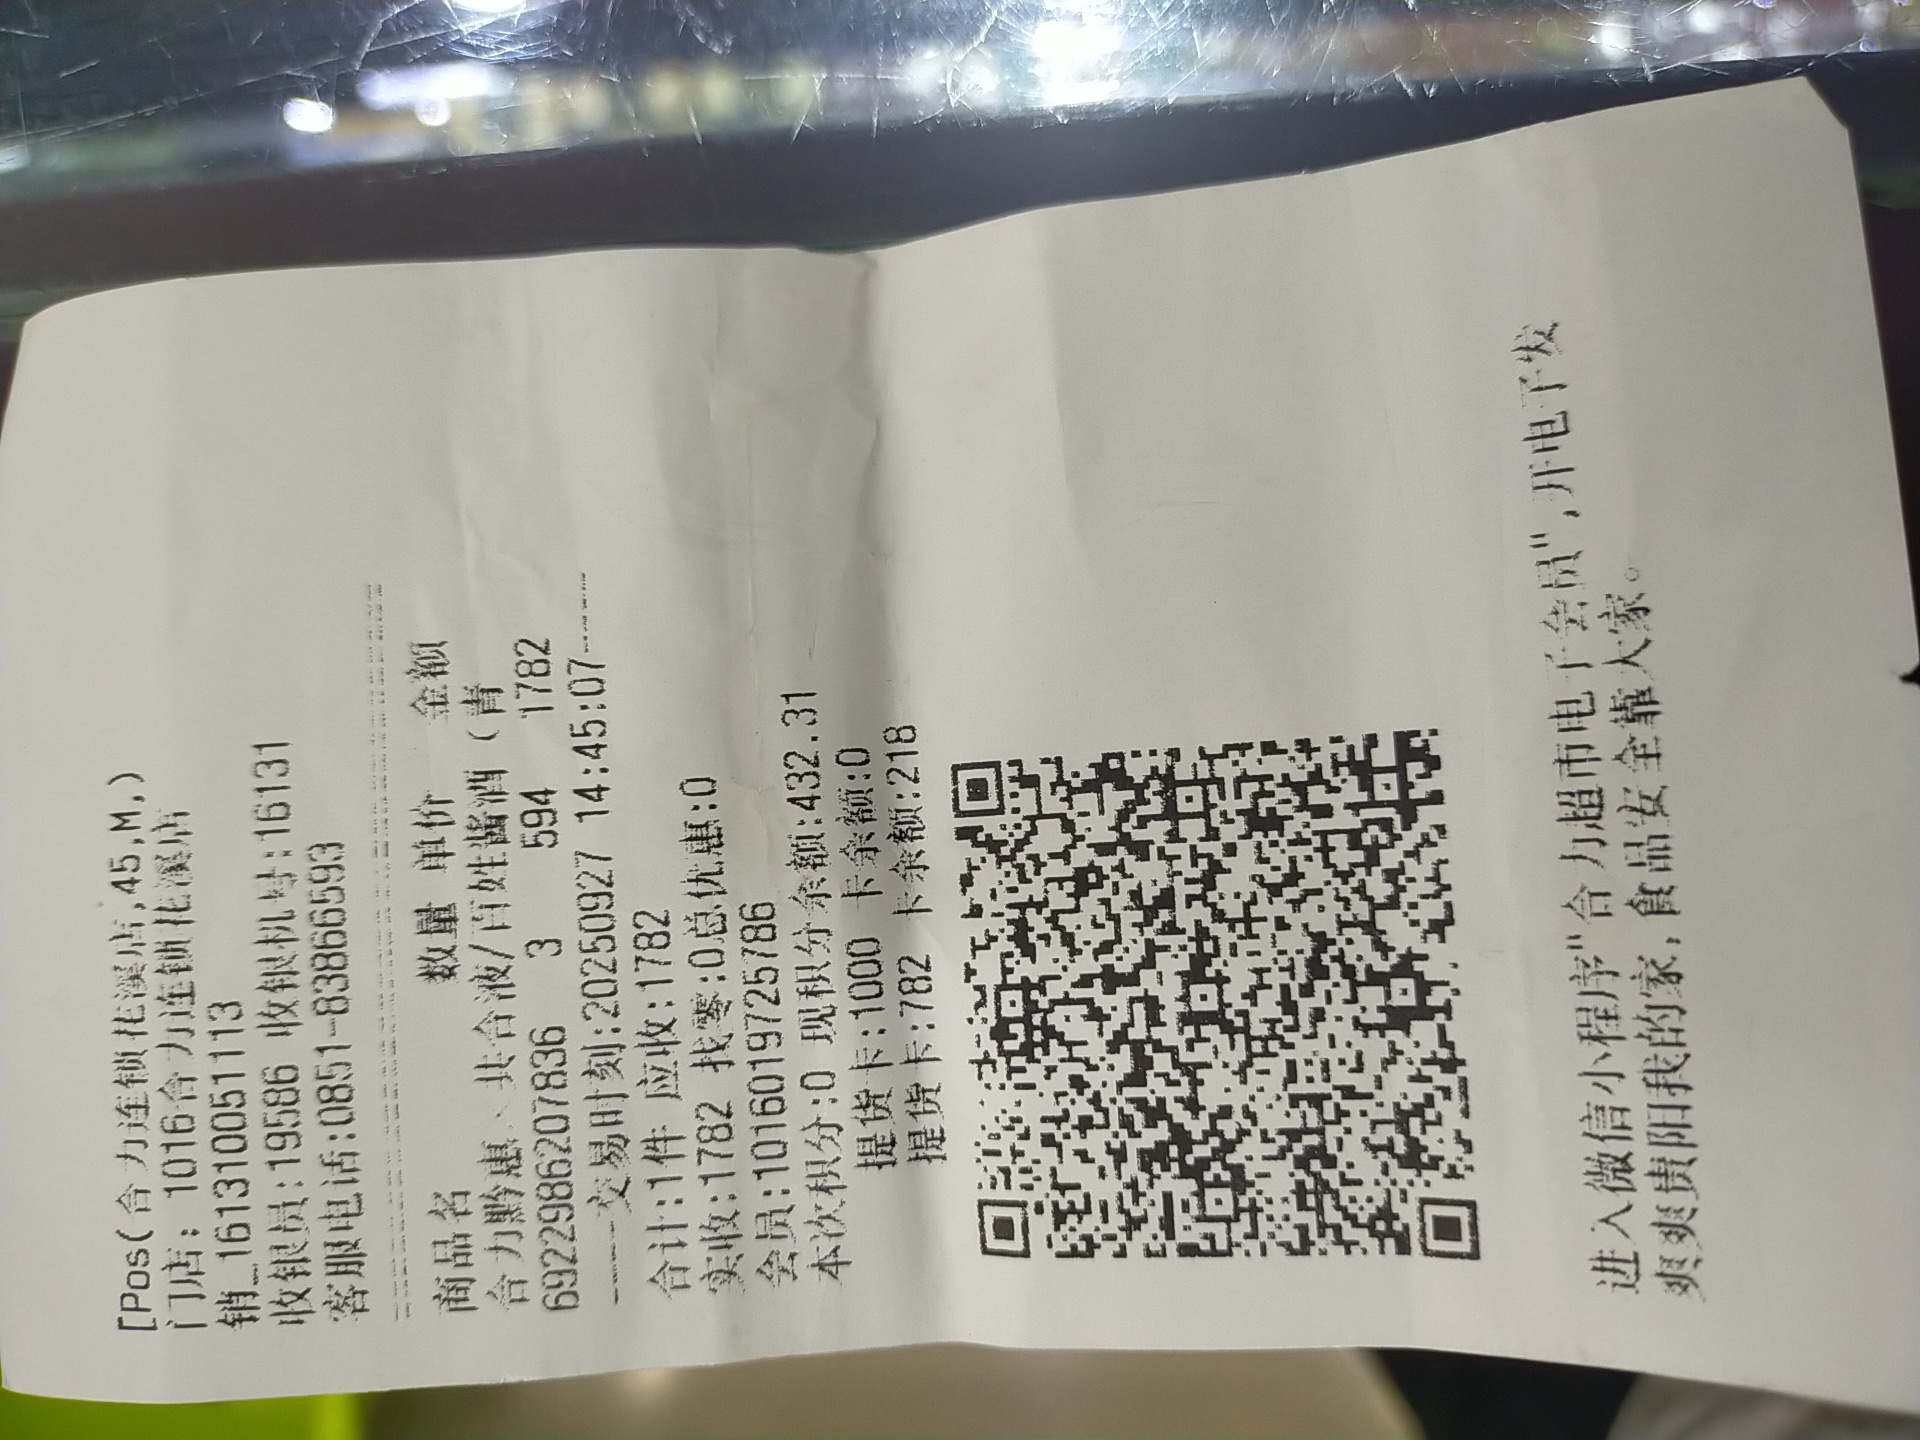 [Pos(合力连锁花溪店,45,M,)
门店: 1016合力连锁花溪店
销_1613100051113
收银员:19586 收银机号:16131
客服电话:0851-83866593
商品名 数量 单价 金额
合力黔惠、共合液/百姓酱酒（青
6922986207836 3 594 1782
交易时刻:20250927 14:45:07
合计:1件 应收:1782
实收:1782 找零:0总优惠:0
会员:1016019725786
本次积分:0 现积分余额:432.31
提货卡:1000 卡余额:0
提货卡:782 卡余额:218
进入微信小程序"合力超市电子会员",开电子发
爽爽贵阳我的家,食品安全靠大家。